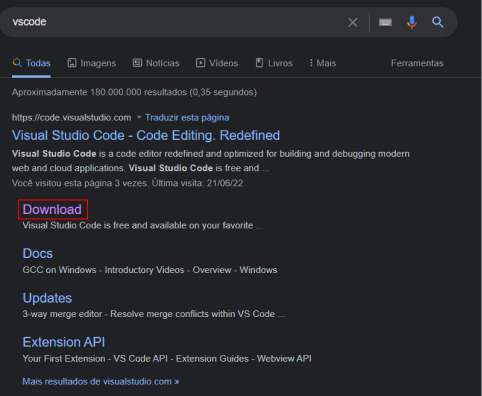 vscode
Todas Imagens Notícias Vídeos Livros Mais Ferramentas
Aproximadamente 180.000.000 resultados (0,35 segundos)
https://code.visualstudio.com Traduzir esta página
Visual Studio Code - Code Editing. Redefined
Visual Studio Code is a code editor redefined and optimized for building and debugging modern
web and cloud applications. Visual Studio Code is free and ...
Você visitou esta página 3 vezes. Última visita: 21/06/22
Download
Visual Studio Code is free and available on your favorite ...
Docs
GCC on Windows - Introductory Videos - Overview - Windows
Updates
3-way merge editor - Resolve merge conflicts within VS Code ...
Extension API
Your First Extension - VS Code API - Extension Guides - Webview API
Mais resultados de visualstudio.com »